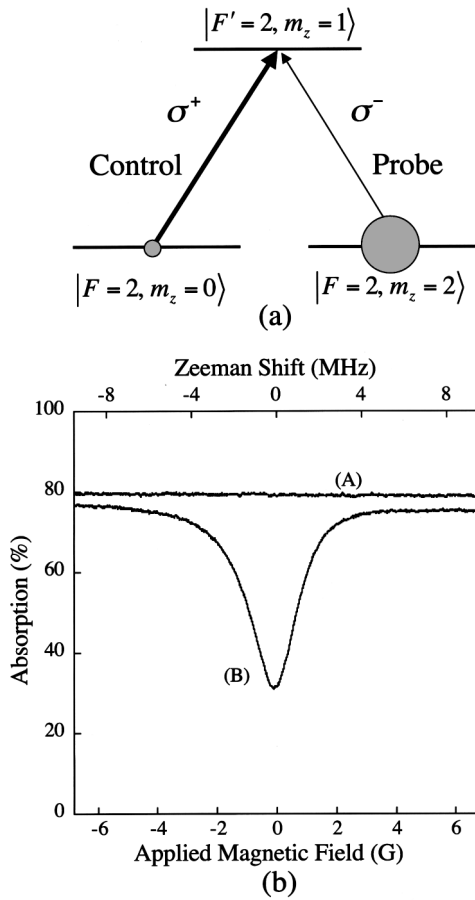 |F′ = 2, m_z = 1⟩
σ⁺ σ⁻
Control Probe
|F = 2, m_z = 0⟩ |F = 2, m_z = 2⟩
(a)
Zeeman Shift (MHz)
-8 -4 0 4 8
100
80
60
40
20
0
Absorption (%)
(A)
(B)
-6 -4 -2 0 2 4 6
Applied Magnetic Field (G)
(b)